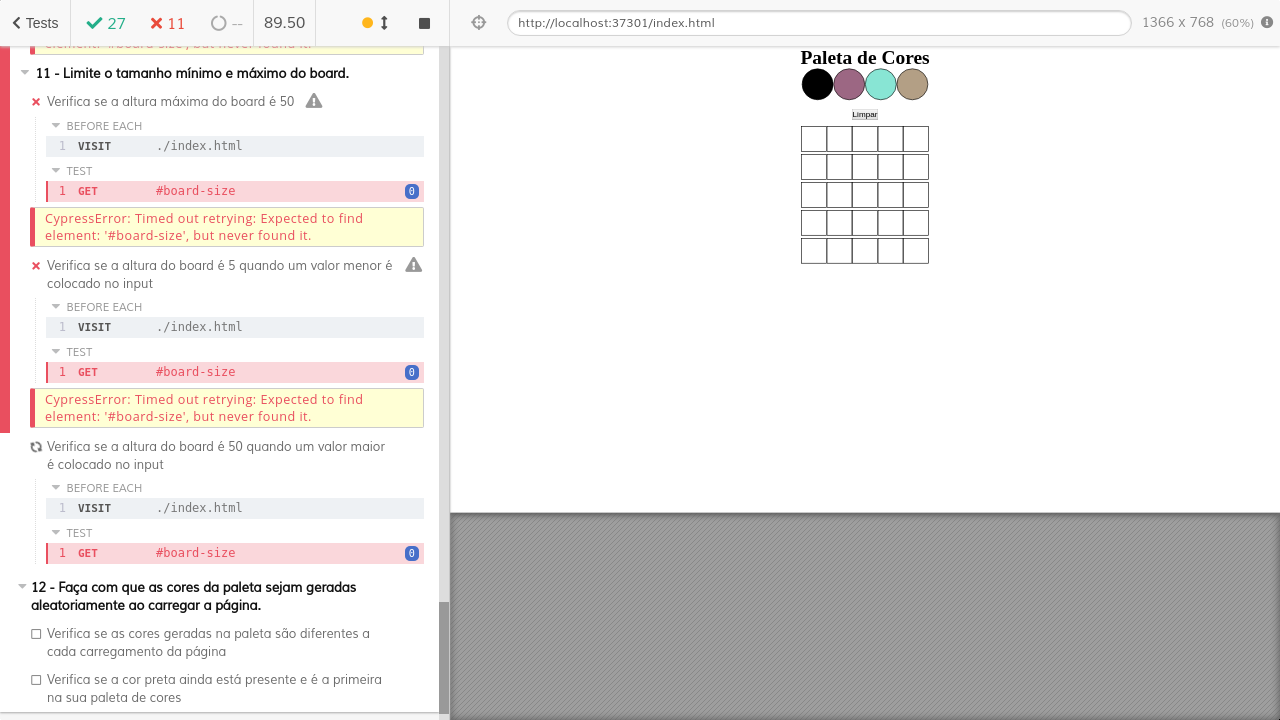 Tests
27
11
--
89.50
http://localhost:37301/index.html
1366 x 768 (60%)
element: '#board-size', but never found it.
11 - Limite o tamanho mínimo e máximo do board.
Verifica se a altura máxima do board é 50
BEFORE EACH
1 VISIT ./index.html
TEST
1 GET #board-size 0
CypressError: Timed out retrying: Expected to find
element: '#board-size', but never found it.
Verifica se a altura do board é 5 quando um valor menor é
colocado no input
BEFORE EACH
1 VISIT ./index.html
TEST
1 GET #board-size 0
CypressError: Timed out retrying: Expected to find
element: '#board-size', but never found it.
Verifica se a altura do board é 50 quando um valor maior
é colocado no input
BEFORE EACH
1 VISIT ./index.html
TEST
1 GET #board-size 0
12 - Faça com que as cores da paleta sejam geradas
aleatoriamente ao carregar a página.
Verifica se as cores geradas na paleta são diferentes a
cada carregamento da página
Verifica se a cor preta ainda está presente e é a primeira
na sua paleta de cores
Paleta de Cores
Limpar